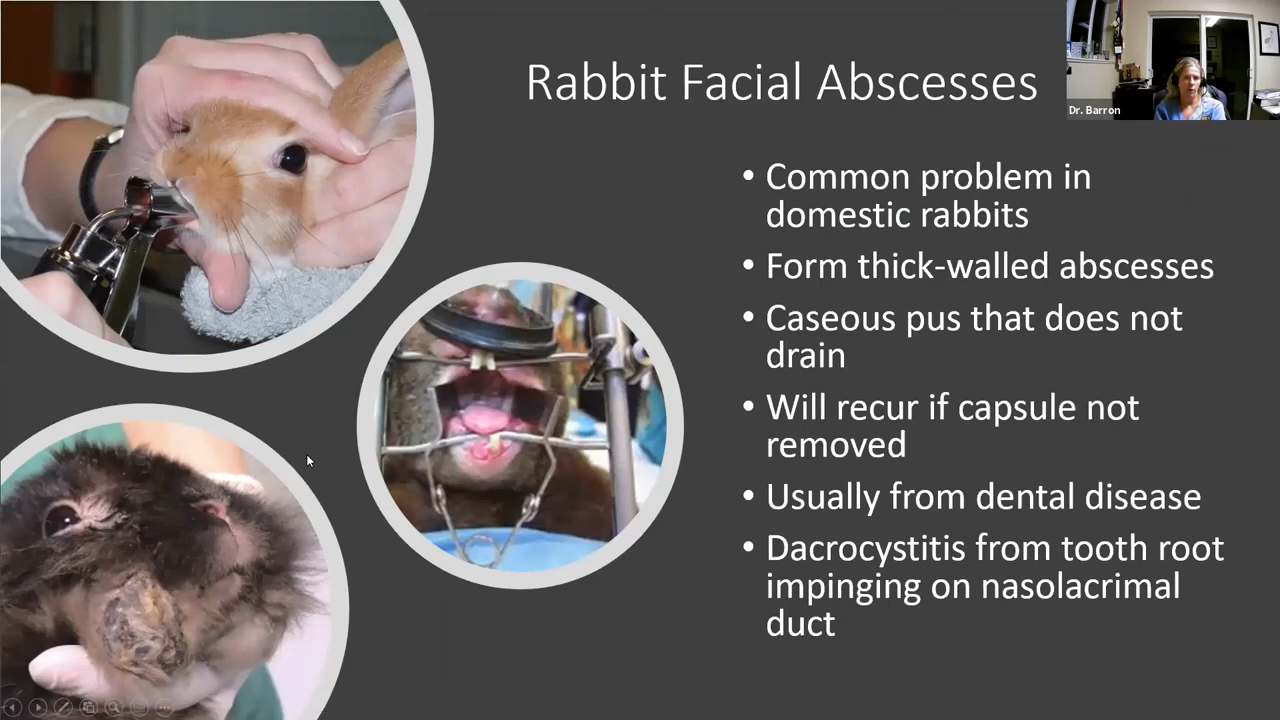 Rabbit Facial Abscesses
Dr. Barron
• Common problem in
domestic rabbits
• Form thick-walled abscesses
• Caseous pus that does not
drain
• Will recur if capsule not
removed
• Usually from dental disease
• Dacrocystitis from tooth root
impinging on nasolacrimal
duct